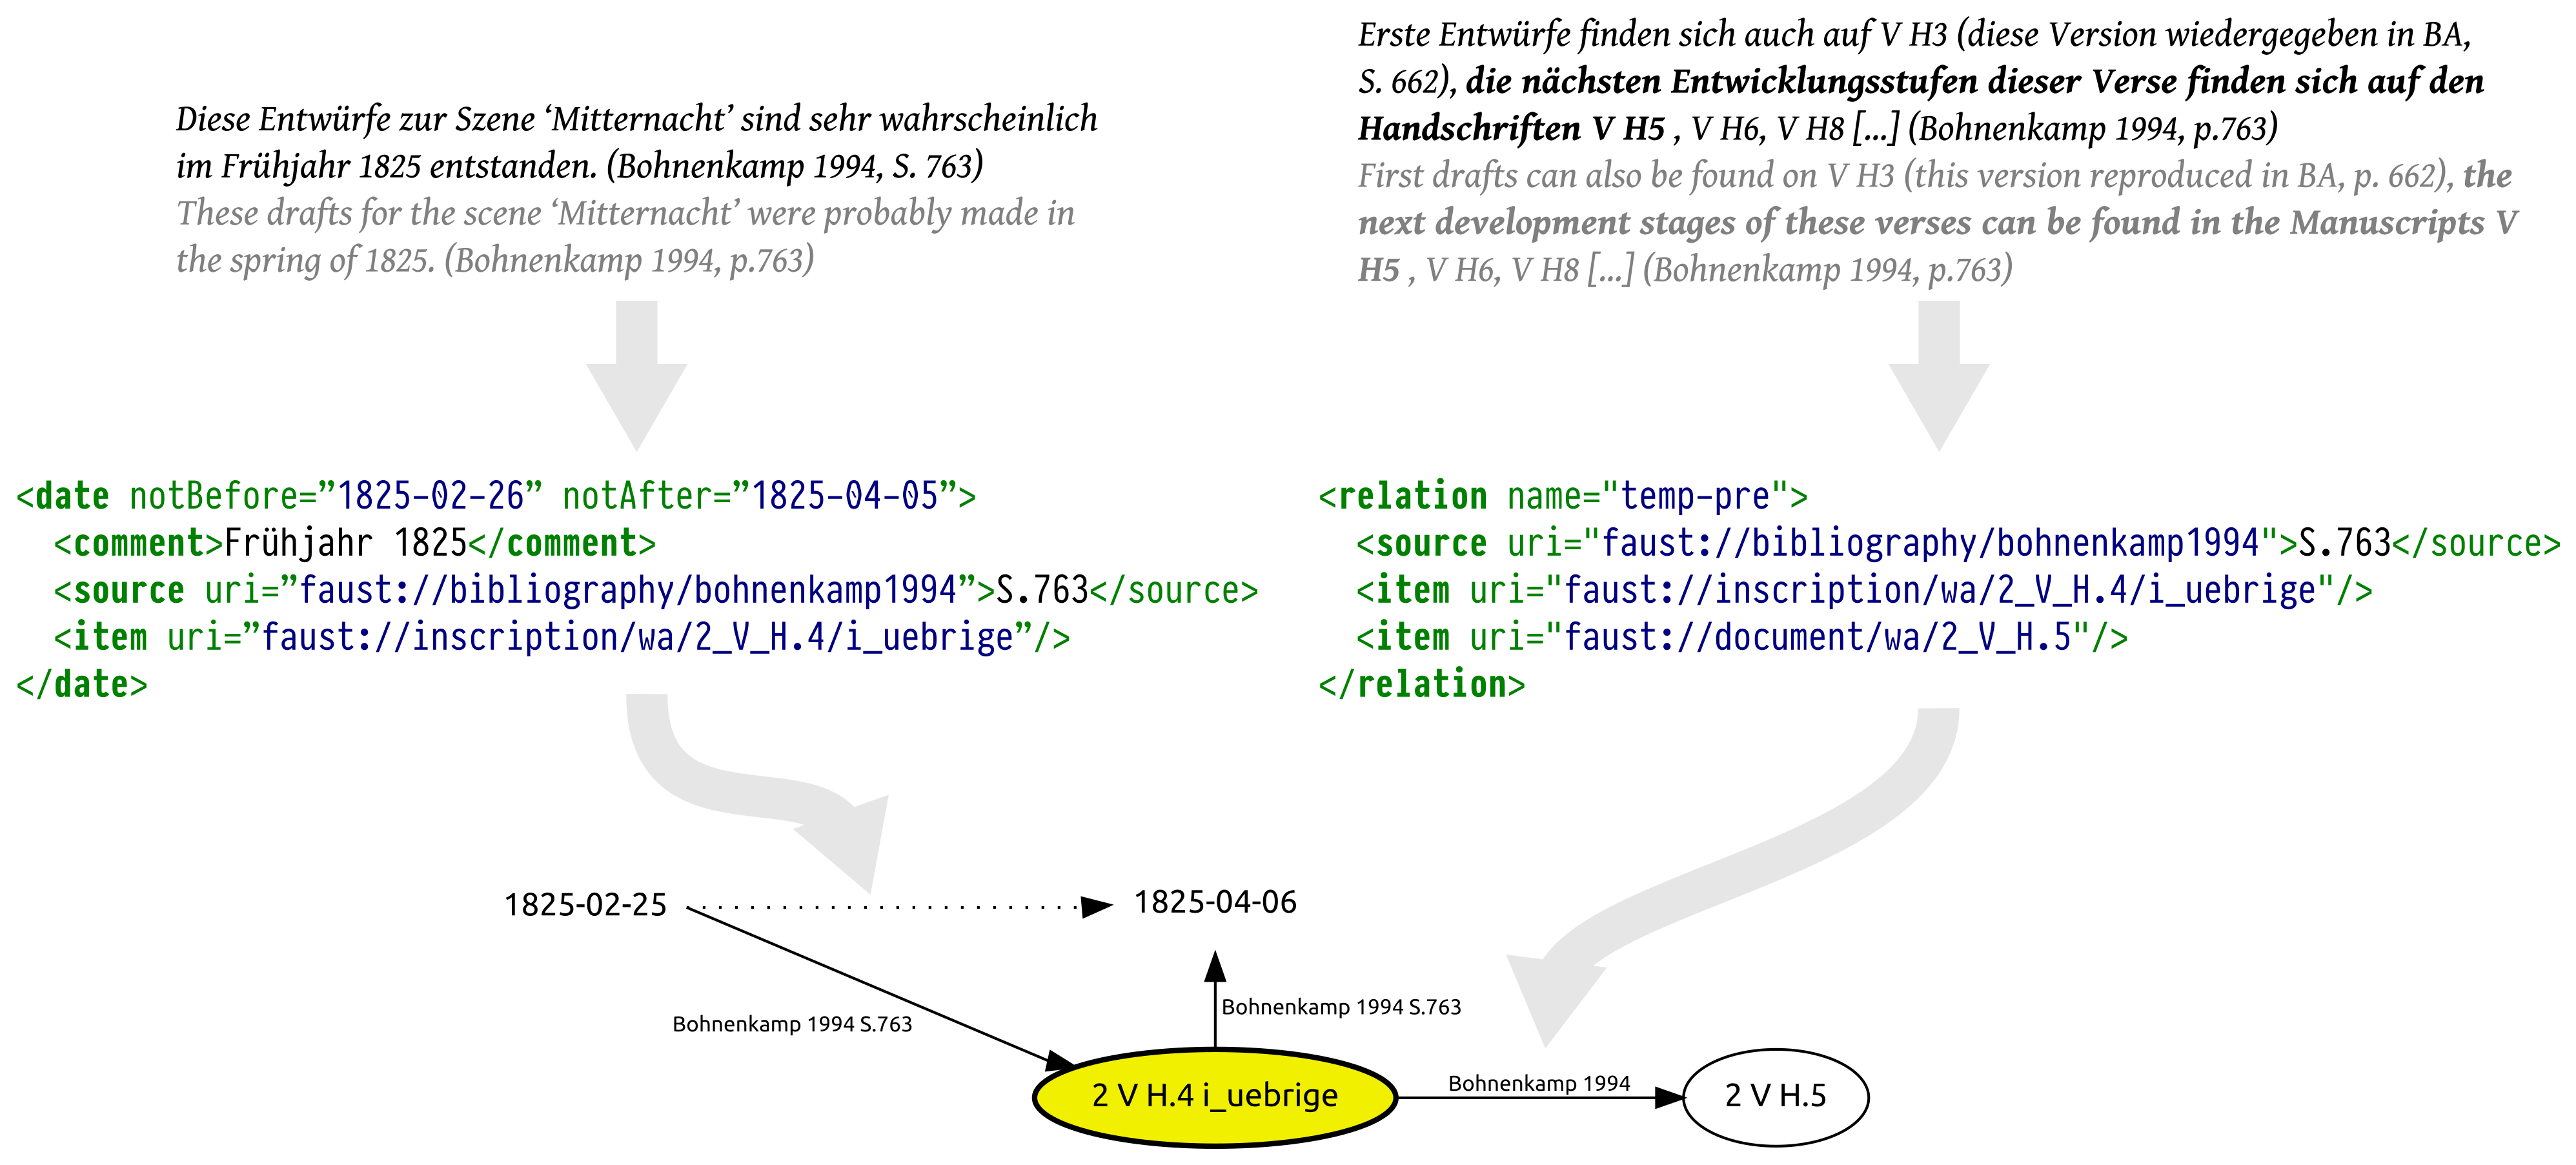 Diese Entwürfe zur Szene ‘Mitternacht’ sind sehr wahrscheinlich
im Frühjahr 1825 entstanden. (Bohnenkamp 1994, S. 763)
These drafts for the scene ‘Mitternacht’ were probably made in
the spring of 1825. (Bohnenkamp 1994, p.763)
Erste Entwürfe finden sich auch auf V H3 (diese Version wiedergegeben in BA,
S. 662), die nächsten Entwicklungsstufen dieser Verse finden sich auf den
Handschriften V H5 , V H6, V H8 [...] (Bohnenkamp 1994, p.763)
First drafts can also be found on V H3 (this version reproduced in BA, p. 662), the
next development stages of these verses can be found in the Manuscripts V
H5 , V H6, V H8 [...] (Bohnenkamp 1994, p.763)
<date notBefore=”1825-02-26” notAfter=”1825-04-05”>
<comment>Frühjahr 1825</comment>
<source uri=”faust://bibliography/bohnenkamp1994”>S.763</source>
<item uri=”faust://inscription/wa/2_V_H.4/i_uebrige”/>
</date>
<relation name="temp-pre">
<source uri="faust://bibliography/bohnenkamp1994">S.763</source>
<item uri="faust://inscription/wa/2_V_H.4/i_uebrige"/>
<item uri="faust://document/wa/2_V_H.5"/>
</relation>
1825-02-25
1825-04-06
Bohnenkamp 1994 S.763
Bohnenkamp 1994 S.763
2 V H.4 i_uebrige
Bohnenkamp 1994
2 V H.5